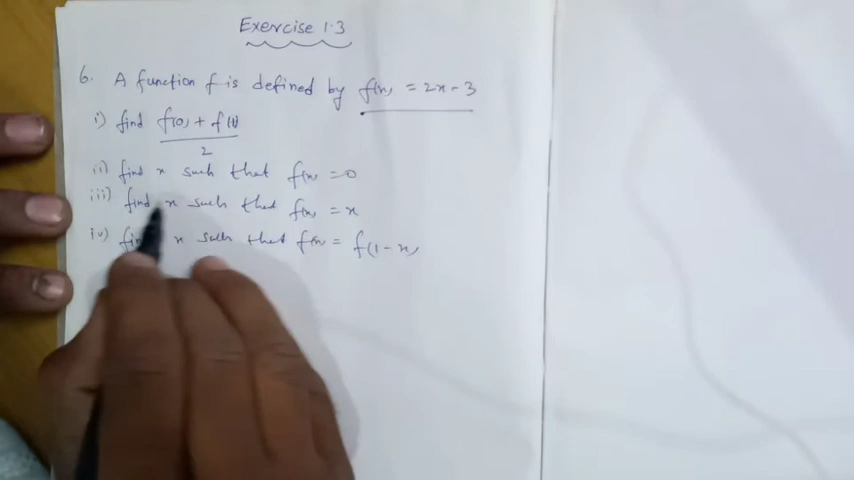 Exercise 1.3
6. A function f is defined by f(x) = 2x - 3
i) find f(0) + f(1)
2
ii) find x such that f(x) = 0
iii) find x such that f(x) = x
iv) x such that f(x) = f(1 - x)